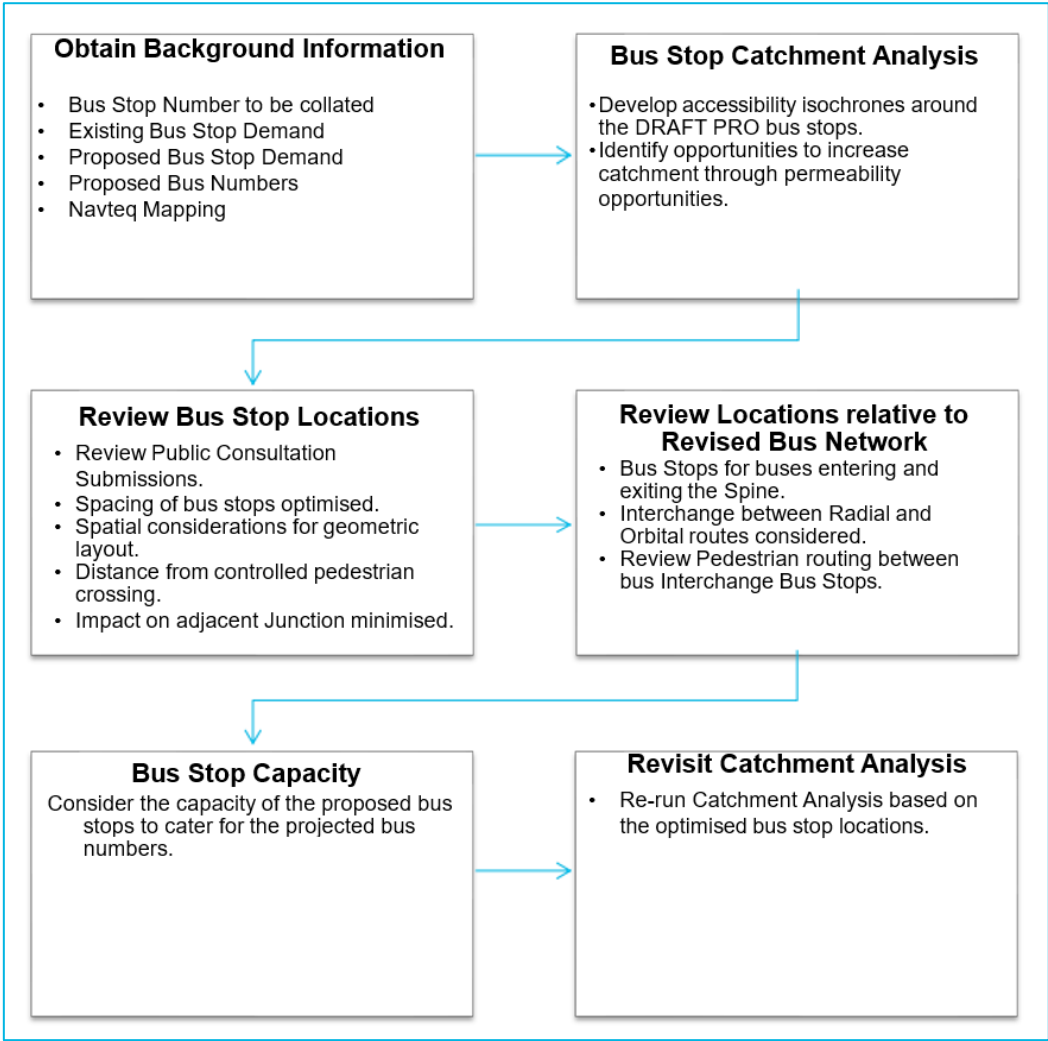 Obtain Background Information
• Bus Stop Number to be collated
• Existing Bus Stop Demand
• Proposed Bus Stop Demand
• Proposed Bus Numbers
• Navteq Mapping
Bus Stop Catchment Analysis
•Develop accessibility isochrones around
the DRAFT PRO bus stops.
•Identify opportunities to increase
catchment through permeability
opportunities.
Review Bus Stop Locations
• Review Public Consultation
Submissions.
• Spacing of bus stops optimised.
• Spatial considerations for geometric
layout.
• Distance from controlled pedestrian
crossing.
• Impact on adjacent Junction minimised.
Review Locations relative to
Revised Bus Network
• Bus Stops for buses entering and
exiting the Spine.
• Interchange between Radial and
Orbital routes considered.
• Review Pedestrian routing between
bus Interchange Bus Stops.
Bus Stop Capacity
Consider the capacity of the proposed bus
stops to cater for the projected bus
numbers.
Revisit Catchment Analysis
• Re-run Catchment Analysis based on
the optimised bus stop locations.